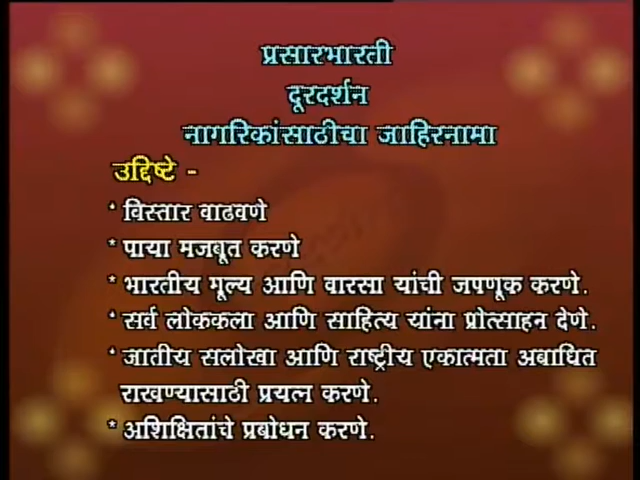 प्रसारभारती
दूरदर्शन
नागरिकांसाठीचा जाहिरनामा
उद्दिष्टे -
* विस्तार वाढवणे
* पाया मजबूत करणे
* भारतीय मूल्य आणि वारसा यांची जपणूक करणे.
* सर्व लोककला आणि साहित्य यांना प्रोत्साहन देणे.
* जातीय सलोखा आणि राष्ट्रीय एकात्मता अबाधित
राखण्यासाठी प्रयत्न करणे.
* अशिक्षितांचे प्रबोधन करणे.